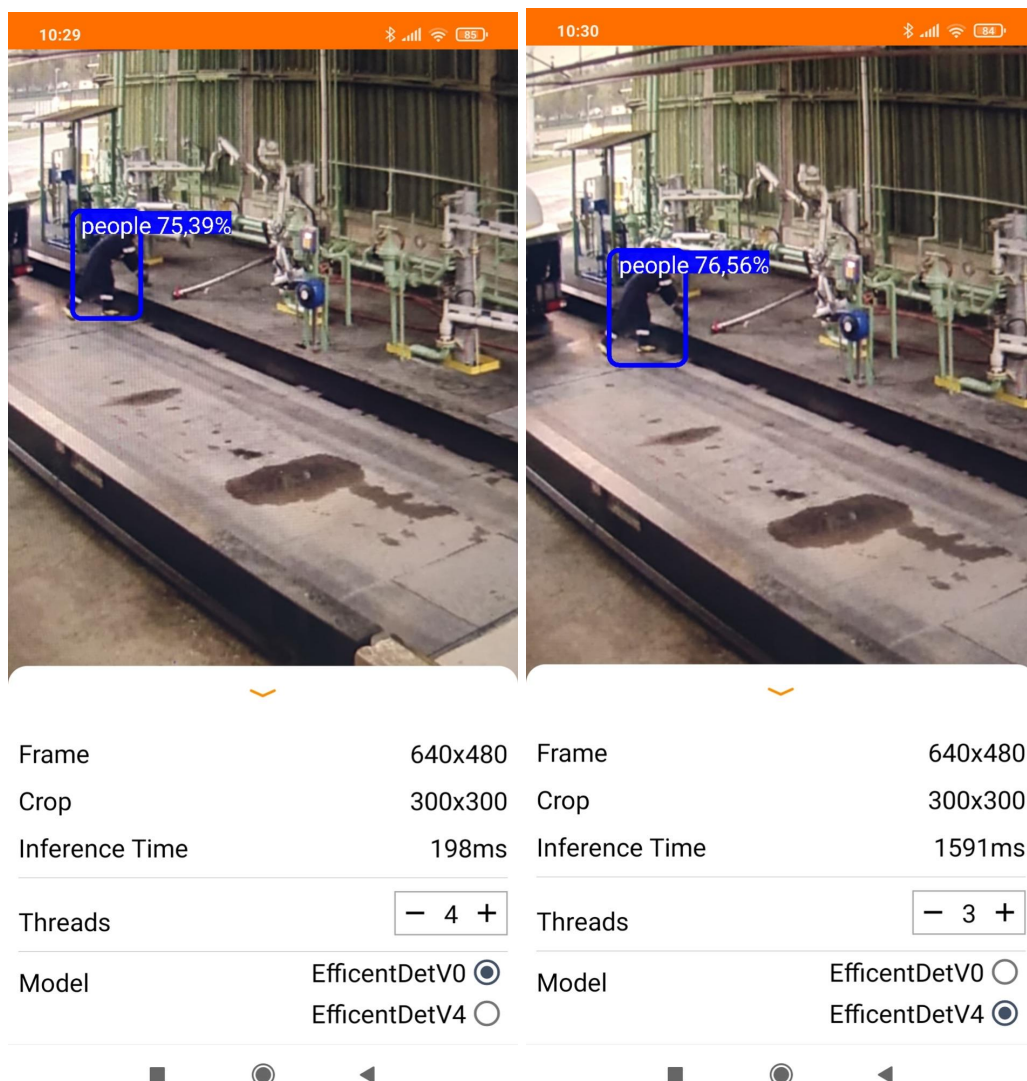 10:29
85
people 75,39%
Frame 640x480
Crop 300x300
Inference Time 198ms
Threads − 4 +
Model EfficentDetV0
EfficentDetV4
10:30
84
people 76,56%
Frame 640x480
Crop 300x300
Inference Time 1591ms
Threads − 3 +
Model EfficentDetV0
EfficentDetV4